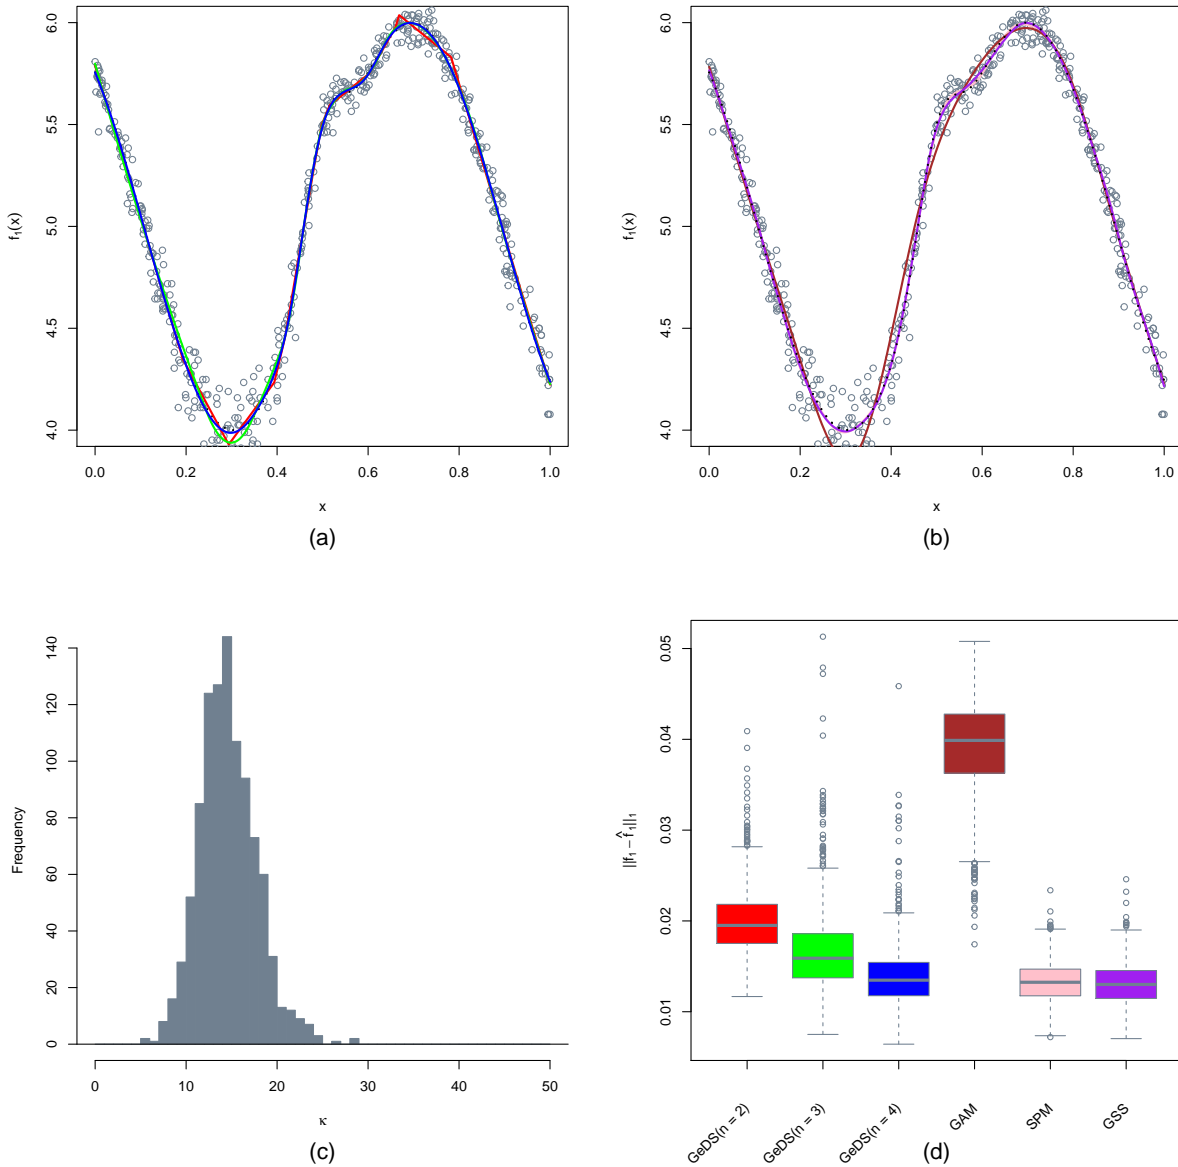 6.0
5.5
5.0
4.5
4.0
f₁(x)
0.0 0.2 0.4 0.6 0.8 1.0
x
(a)
6.0
5.5
5.0
4.5
4.0
f₁(x)
0.0 0.2 0.4 0.6 0.8 1.0
x
(b)
140
120
100
80
60
40
20
0
Frequency
0 10 20 30 40 50
κ
(c)
0.05
0.04
0.03
0.02
0.01
||f₁ − f̂₁||₁
GeDS(n = 2)
GeDS(n = 3)
GeDS(n = 4)
GAM
SPM
GSS
(d)